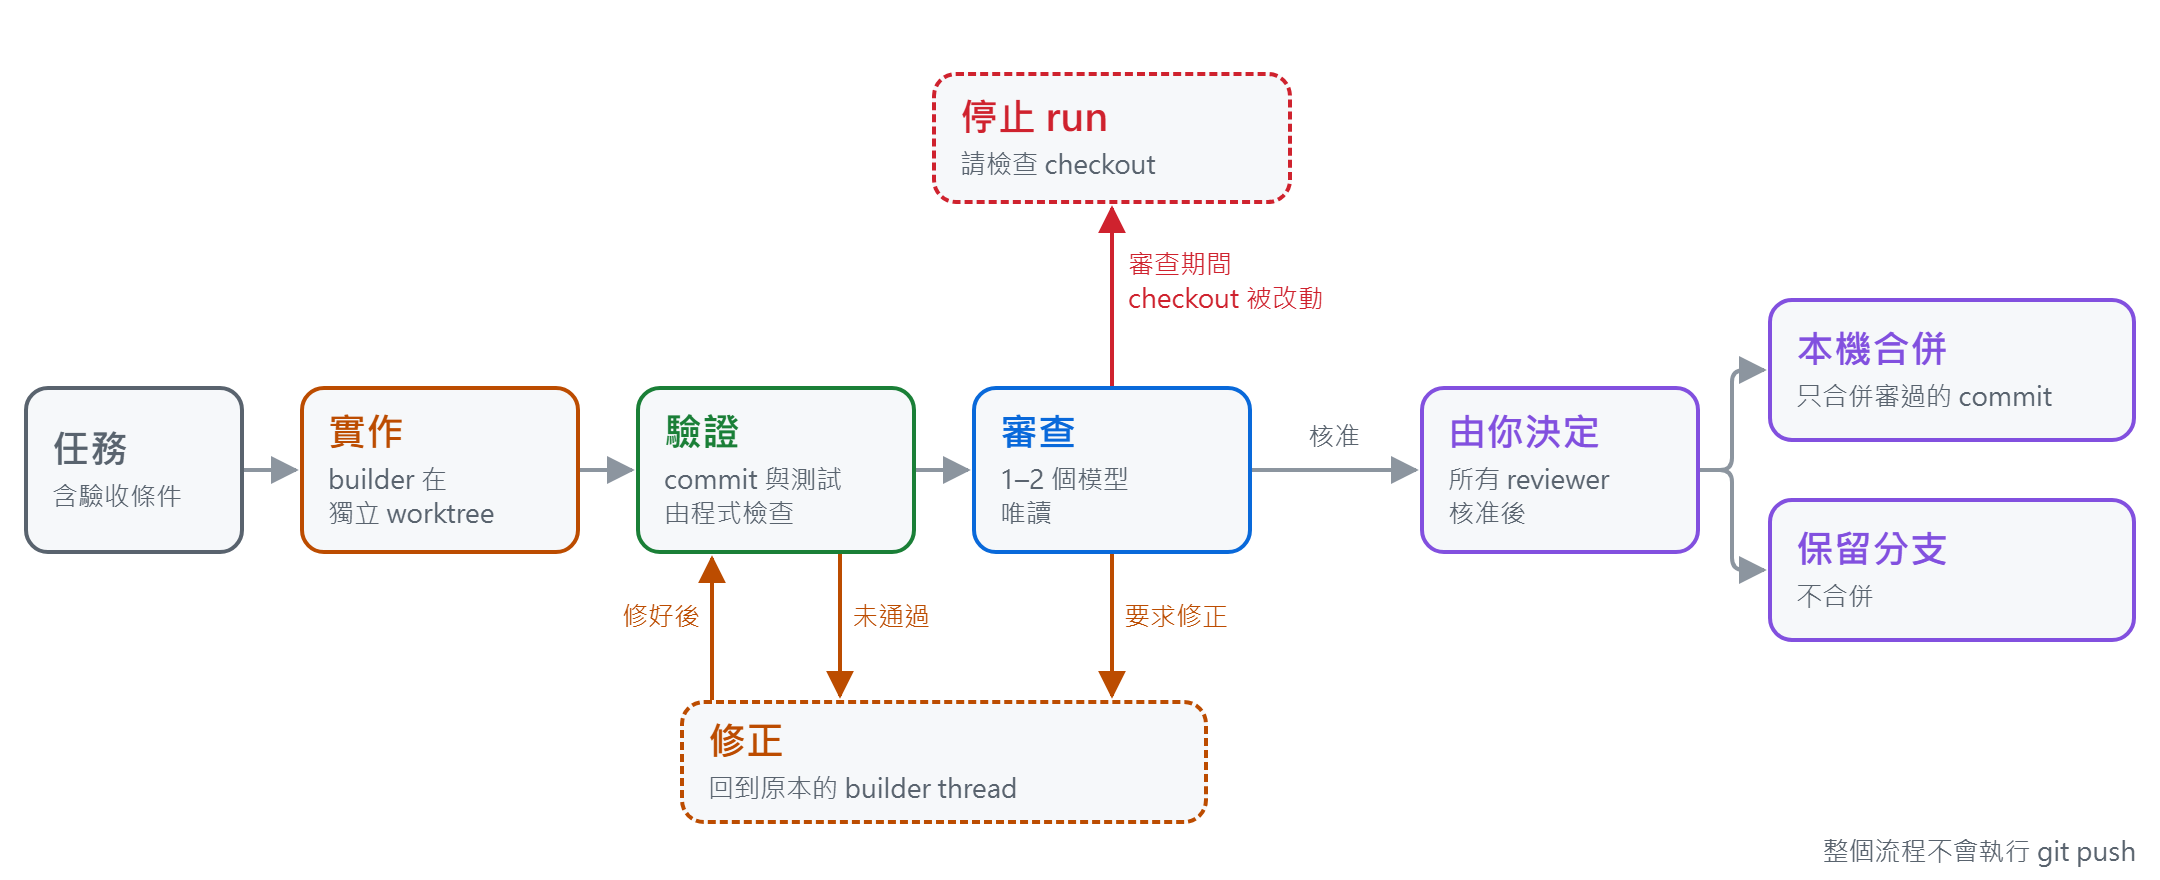 停止 run
請檢查 checkout
審查期間
checkout 被改動
任務
含驗收條件
實作
builder 在
獨立 worktree
驗證
commit 與測試
由程式檢查
審查
1–2 個模型
唯讀
核准
由你決定
所有 reviewer
核准後
本機合併
只合併審過的 commit
保留分支
不合併
修好後
未通過
要求修正
修正
回到原本的 builder thread
整個流程不會執行 git push